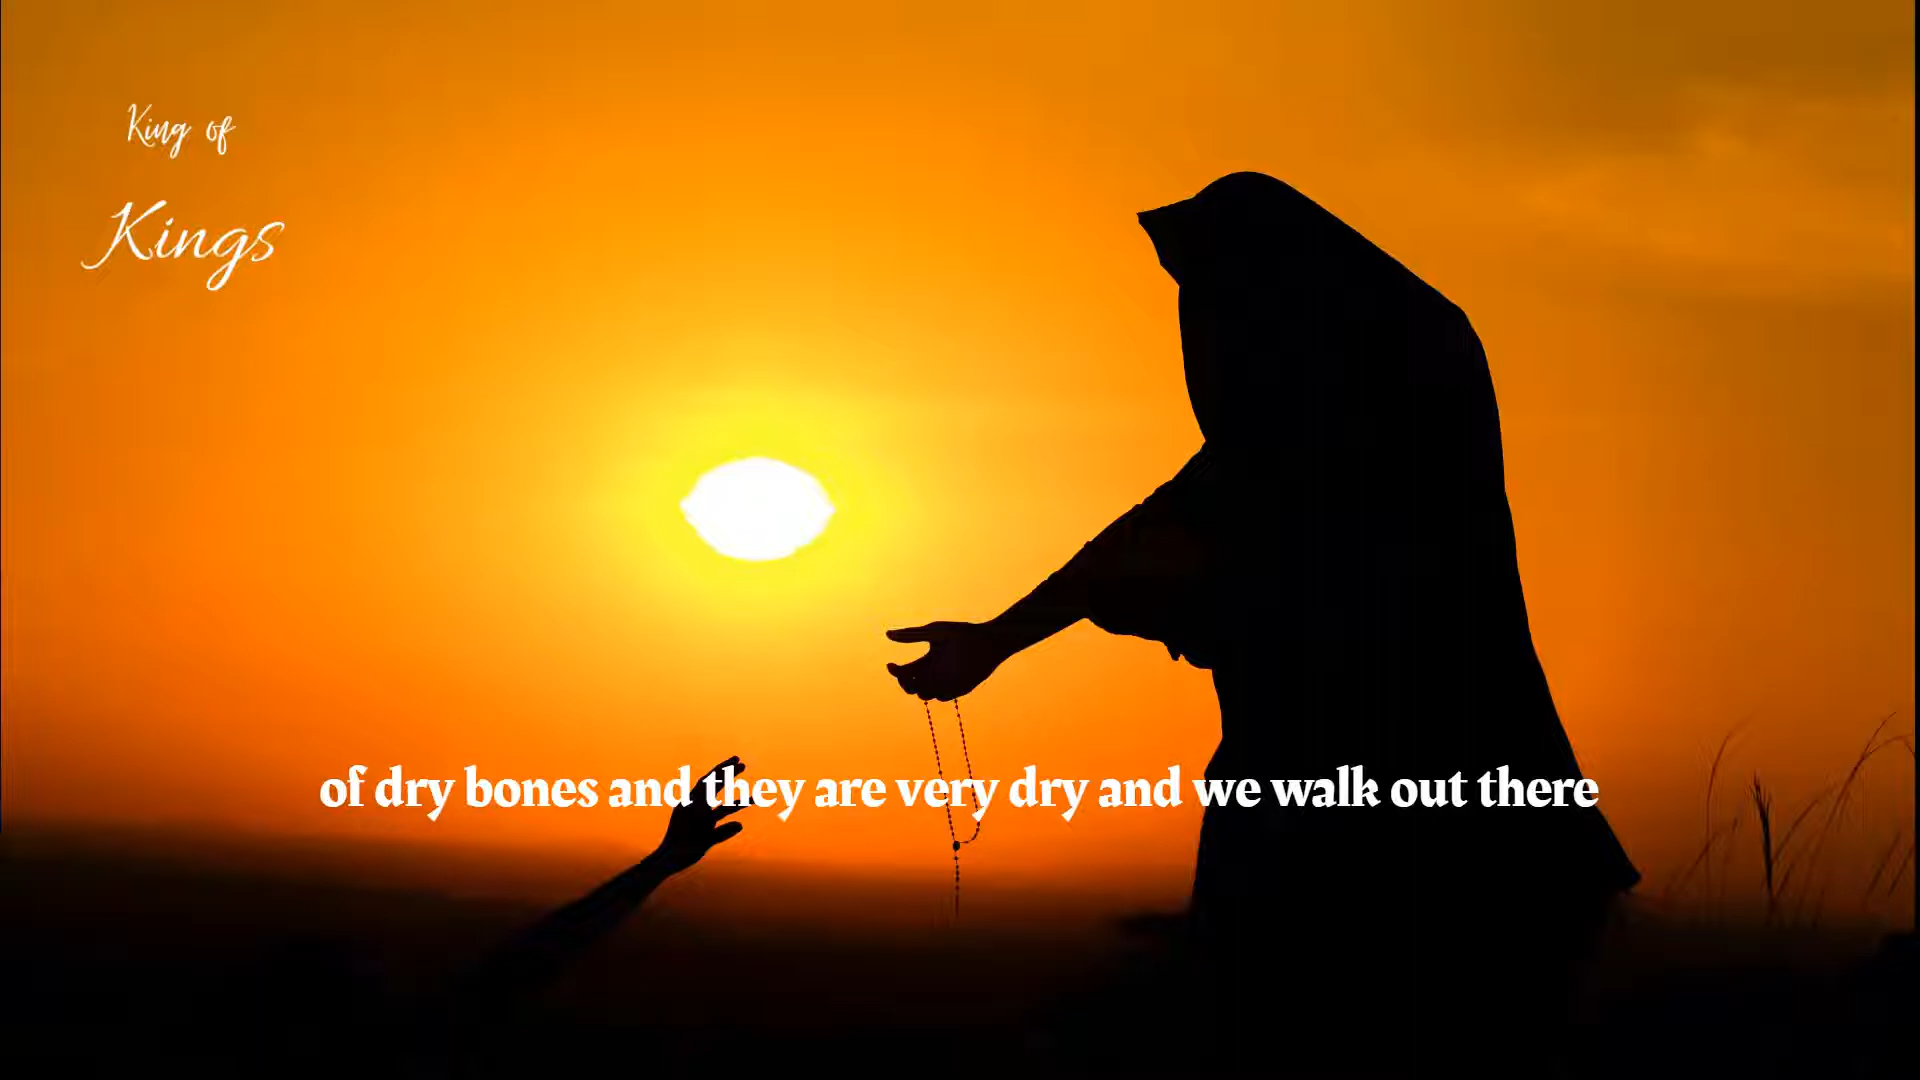 King of
Kings
of dry bones and they are very dry and we walk out there